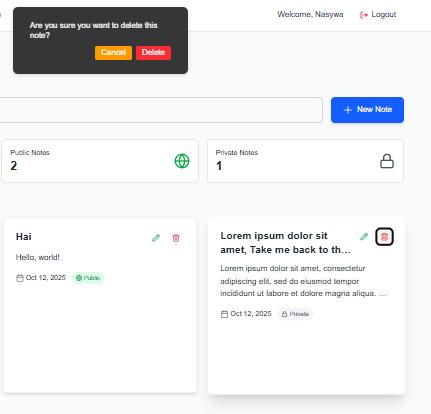 Are you sure you want to delete this
note?
Cancel Delete
Welcome, Nasywa Logout
New Note
Public Notes
2
Private Notes
1
Hai
Hello, world!
Oct 12, 2025 Public
Lorem ipsum dolor sit
amet, Take me back to th...
Lorem ipsum dolor sit amet, consectetur
adipiscing elit, sed do eiusmod tempor
incididunt ut labore et dolore magna aliqua. ...
Oct 12, 2025 Private